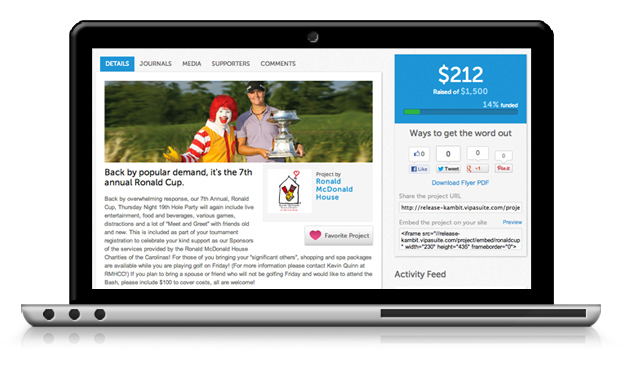 DETAILS JOURNALS MEDIA SUPPORTERS COMMENTS
Back by popular demand, it's the 7th
annual Ronald Cup.
Back by overwhelming response, our 7th Annual, Ronald
Cup, Thursday Night 19th Hole Party will again include live
entertainment, food and beverages, various games,
distractions and a lot of "Meet and Greet" with friends old
and new. This is included as part of your tournament
registration to celebrate your kind support as our Sponsors
of the services provided by the Ronald McDonald House
Charities of the Carolinas! For those of you bringing your "significant others", shopping and spa packages
are available while you are playing golf on Friday! (For more information please contact Kevin Quinn at
RMHCC!) If you plan to bring a spouse or friend who will not be golfing Friday and would like to attend the
Bash, please include $100 to cover costs, all are welcome!
Project by
Ronald
McDonald
House
Favorite Project
$212
Raised of $1,500
14% funded
Ways to get the word out
0 0 0 0
Like Tweet +1 Pin it
Download Flyer PDF
Share the project URL
http://release-kambit.vipasuite.com/proje
Embed the project on your site Preview
<iframe src="//release-
kambit.vipasuite.com/project/embed/ronaldcup
" width="230" height="436" frameborder="0">
Activity Feed